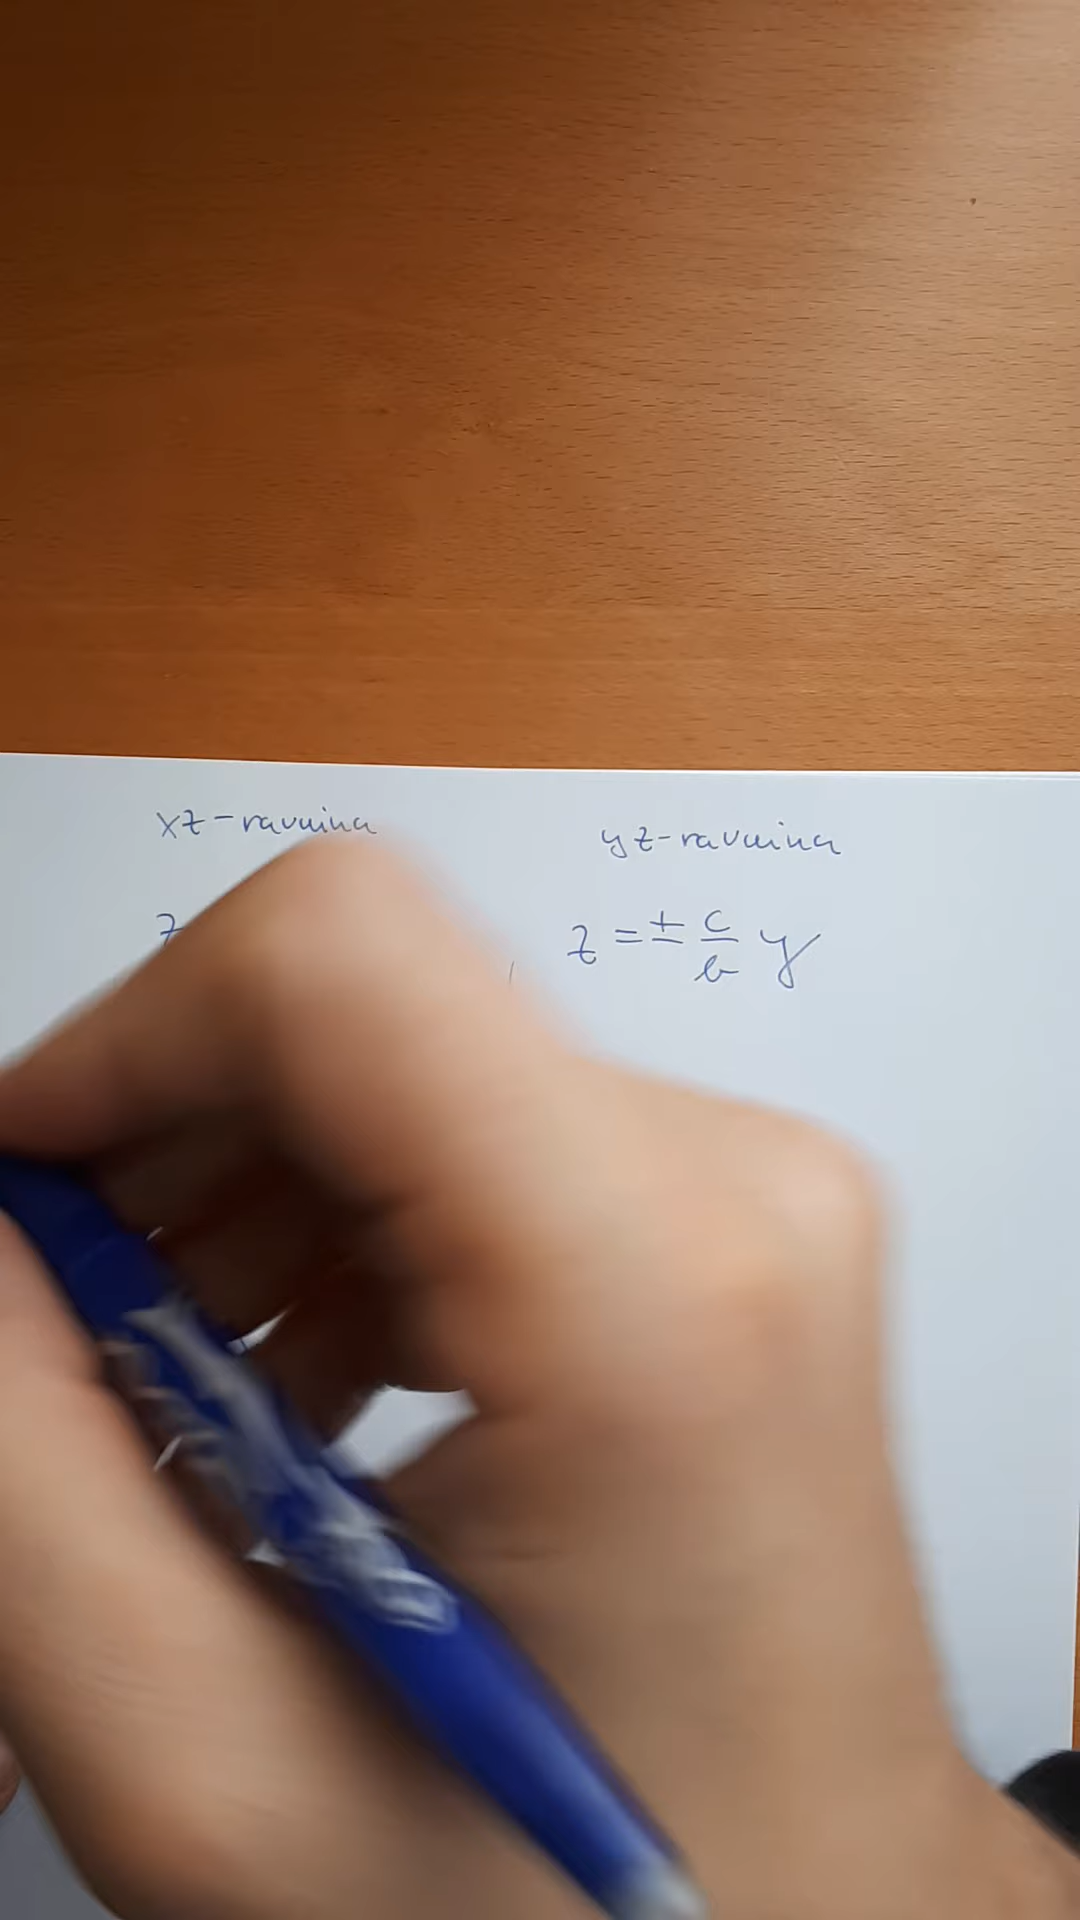 xz-ravnina
yz-ravnina
z
z = ± c/b y